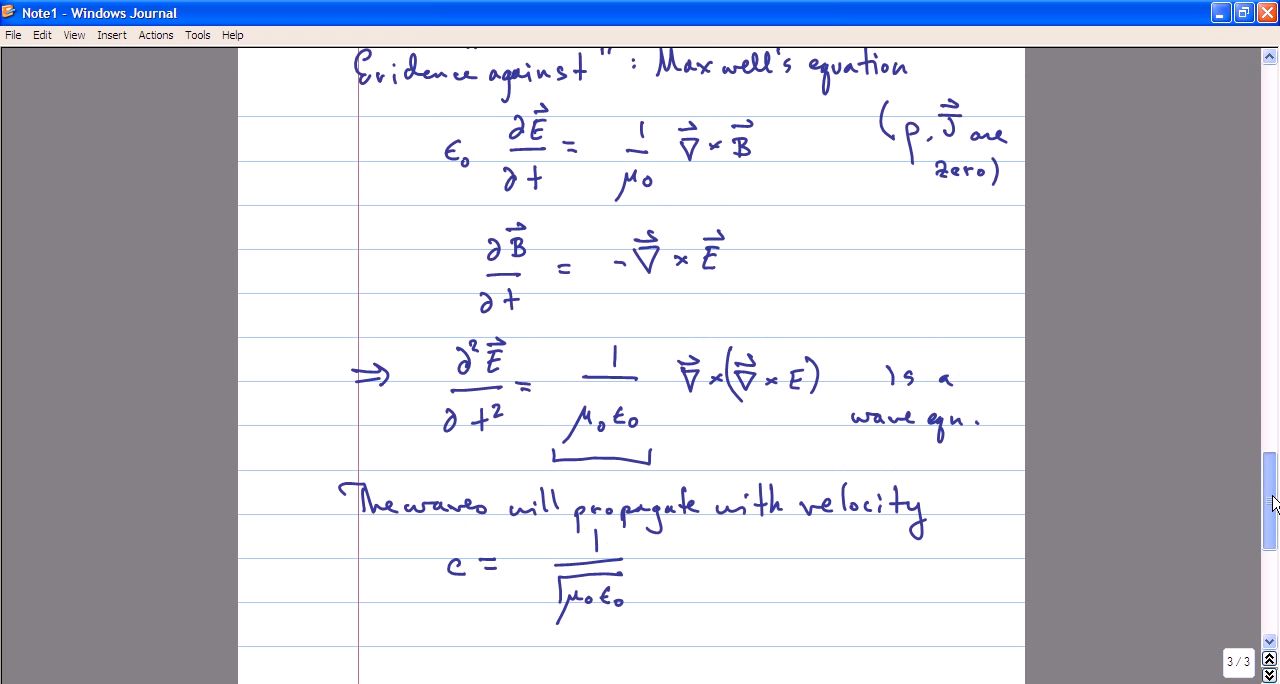 Note1 - Windows Journal
File Edit View Insert Actions Tools Help
Evidence "against": Maxwell's equation
ϵ₀ ∂E⃗/∂t = 1/μ₀ ∇⃗ × B⃗ (ρ, J⃗ are zero)
∂B⃗/∂t = -∇⃗ × E⃗
⇒ ∂²E⃗/∂t² = 1/μ₀ϵ₀ ∇⃗ × (∇⃗ × E) is a wave eqn.
The waves will propagate with velocity
c = 1/√μ₀ϵ₀
3 / 3